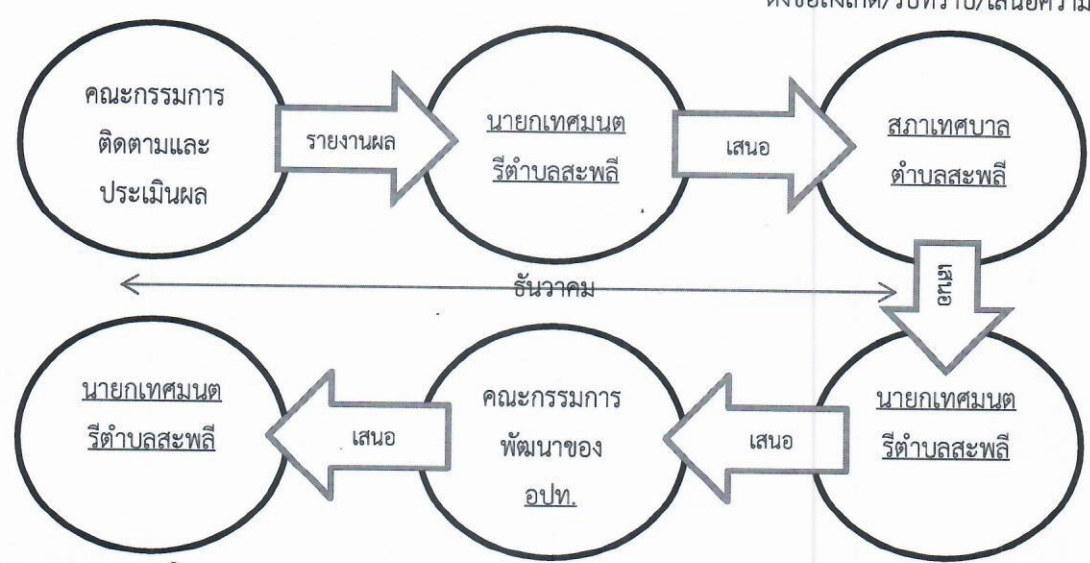 คณะกรรมการ
ติดตามและ
ประเมินผล
รายงานผล
นายกเทศมนต
รีตำบลสะพลี
เสนอ
สภาเทศบาล
ตำบลสะพลี
เสนอ
ธันวาคม
นายกเทศมนต
รีตำบลสะพลี
เสนอ
คณะกรรมการ
พัฒนาของ
อปท.
เสนอ
นายกเทศมนต
รีตำบลสะพลี